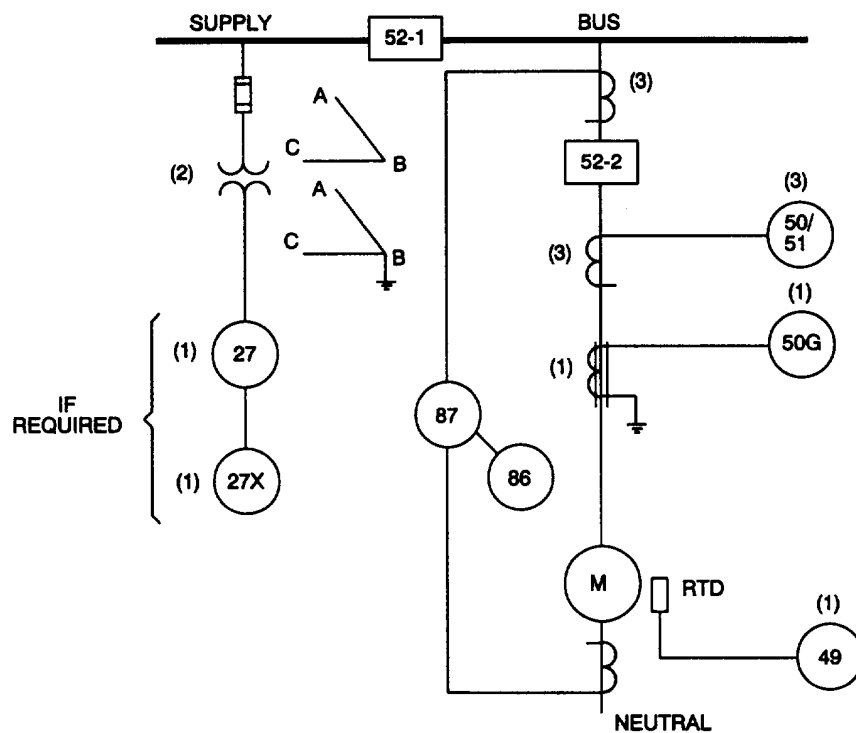 SUPPLY
52-1
BUS
(3)
A
C
B
(2)
52-2
A
C
B
(3)
50/
51
(3)
(1)
50G
(1)
(1)
27
87
IF
REQUIRED
(1)
27X
86
M
RTD
(1)
49
NEUTRAL